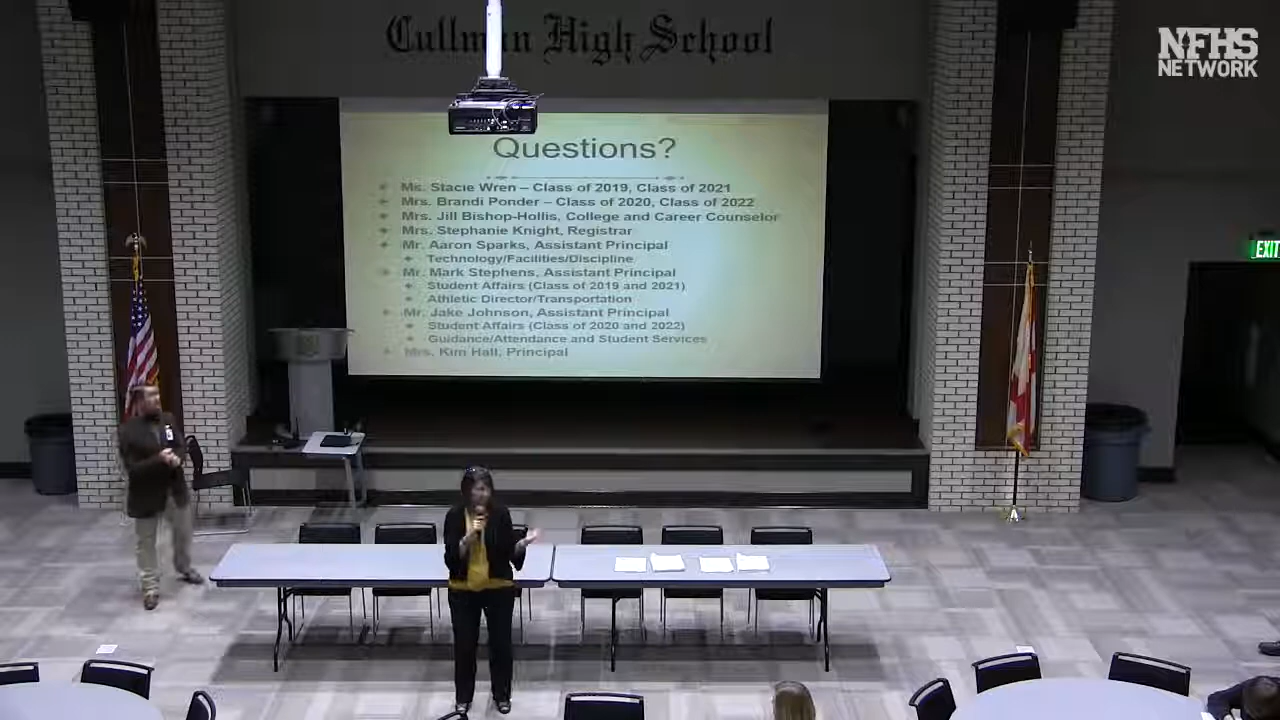 Cullman High School
NFHS
NETWORK
Questions?
Ms. Stacie Wren – Class of 2019, Class of 2021
Mrs. Brandi Ponder – Class of 2020, Class of 2022
Mrs. Jill Bishop-Hollis, College and Career Counselor
Mrs. Stephanie Knight, Registrar
Mr. Aaron Sparks, Assistant Principal
Technology/Facilities/Discipline
Mr. Mark Stephens, Assistant Principal
Student Affairs (Class of 2019 and 2021)
Athletic Director/Transportation
Mr. Jake Johnson, Assistant Principal
Student Affairs (Class of 2020 and 2022)
Guidance/Attendance and Student Services
Mrs. Kim Hall, Principal
EXIT